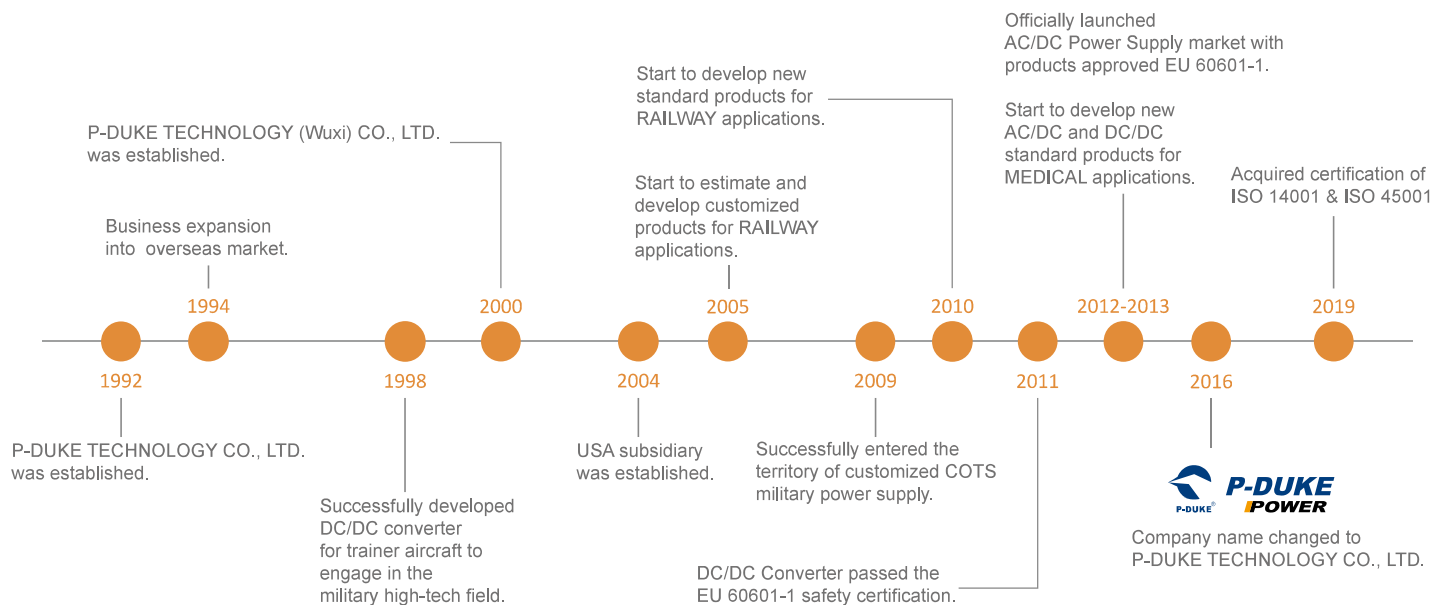 Officially launched
AC/DC Power Supply market with
products approved EU 60601-1.
Start to develop new
standard products for
RAILWAY applications.
Start to develop new
AC/DC and DC/DC
standard products for
MEDICAL applications.
P-DUKE TECHNOLOGY (Wuxi) CO., LTD.
was established.
Acquired certification of
ISO 14001 & ISO 45001
Start to estimate and
develop customized
products for RAILWAY
applications.
Business expansion
into overseas market.
1994
2000
2005
2010
2012-2013
2019
1992
1998
2004
2009
2011
2016
P-DUKE TECHNOLOGY CO., LTD.
was established.
USA subsidiary
was established.
Successfully entered the
territory of customized COTS
military power supply.
P-DUKE®
P-DUKE
POWER
Successfully developed
DC/DC converter
for trainer aircraft to
engage in the
military high-tech field.
Company name changed to
P-DUKE TECHNOLOGY CO., LTD.
DC/DC Converter passed the
EU 60601-1 safety certification.